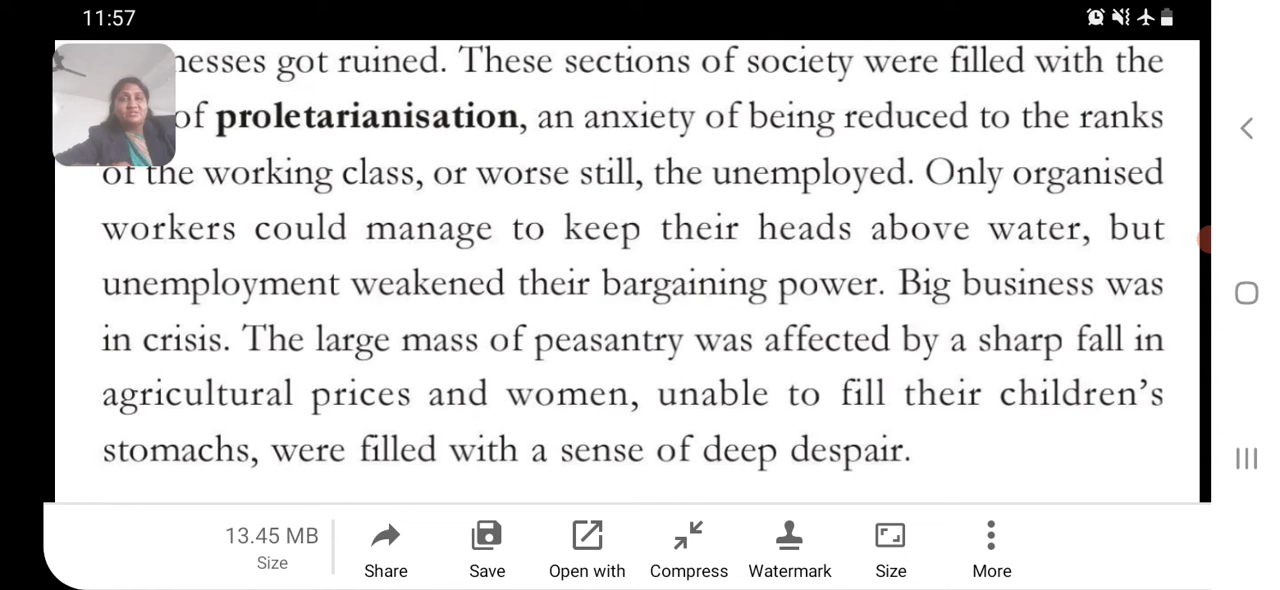 11:57
nesses got ruined. These sections of society were filled with the
of proletarianisation, an anxiety of being reduced to the ranks
of the working class, or worse still, the unemployed. Only organised
workers could manage to keep their heads above water, but
unemployment weakened their bargaining power. Big business was
in crisis. The large mass of peasantry was affected by a sharp fall in
agricultural prices and women, unable to fill their children's
stomachs, were filled with a sense of deep despair.
13.45 MB
Size
Share Save Open with Compress Watermark Size More